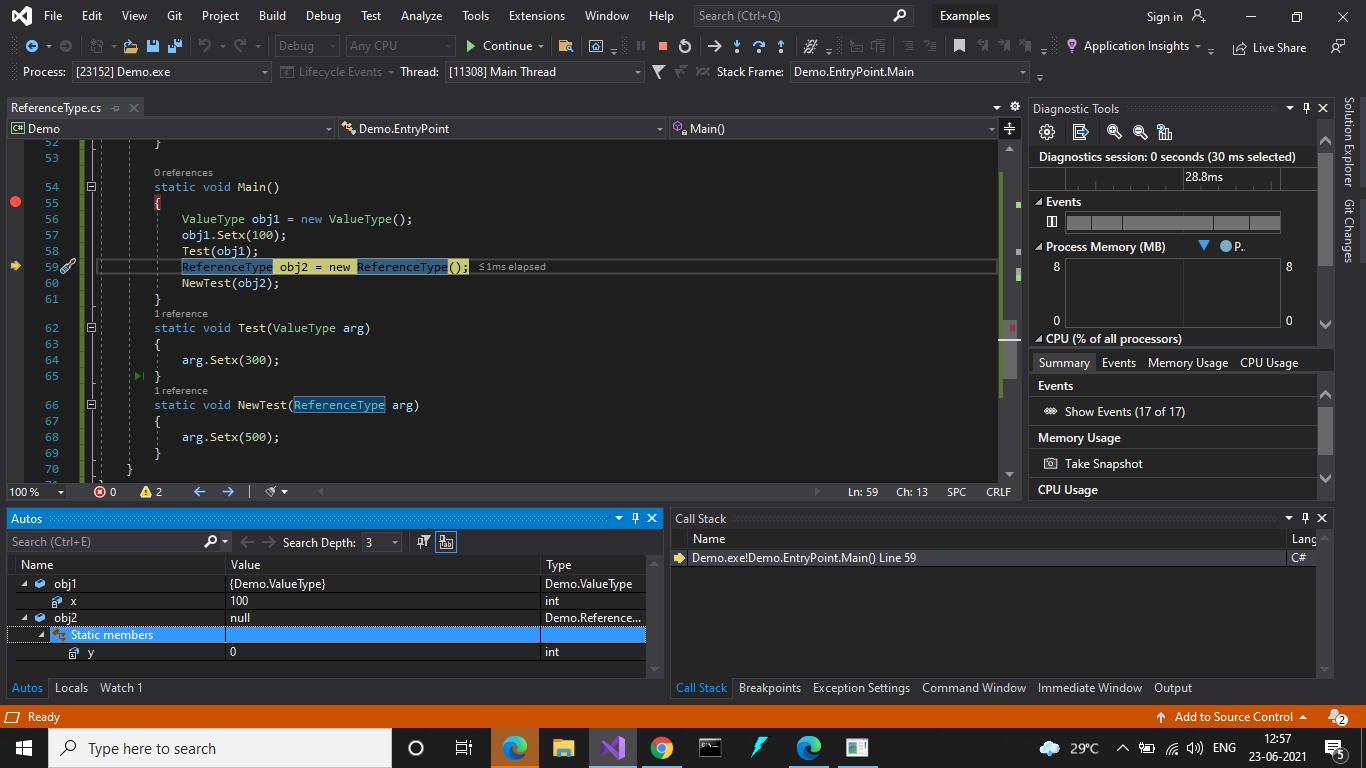 File Edit View Git Project Build Debug Test Analyze Tools Extensions Window Help Search (Ctrl+Q) Examples Sign in
Debug Any CPU Continue Application Insights Live Share
Process: [23152] Demo.exe Lifecycle Events Thread: [11308] Main Thread Stack Frame: Demo.EntryPoint.Main
ReferenceType.cs
C# Demo Demo.EntryPoint Main()
52 }
53
0 references
54 static void Main()
55 {
56 ValueType obj1 = new ValueType();
57 obj1.Setx(100);
58 Test(obj1);
59 ReferenceType obj2 = new ReferenceType(); ≤1ms elapsed
60 NewTest(obj2);
61 }
1 reference
62 static void Test(ValueType arg)
63 {
64 arg.Setx(300);
65 }
1 reference
66 static void NewTest(ReferenceType arg)
67 {
68 arg.Setx(500);
69 }
70 }
100 % 0 2 Ln: 59 Ch: 13 SPC CRLF
Diagnostic Tools
Diagnostics session: 0 seconds (30 ms selected)
28.8ms
Events
Process Memory (MB) P..
8 8
0 0
CPU (% of all processors)
Summary Events Memory Usage CPU Usage
Events
Show Events (17 of 17)
Memory Usage
Take Snapshot
CPU Usage
Solution Explorer
Git Changes
Autos
Search (Ctrl+E) Search Depth: 3
Name Value Type
obj1 {Demo.ValueType} Demo.ValueType
x 100 int
obj2 null Demo.Reference...
Static members
y 0 int
Autos Locals Watch 1
Call Stack
Name Lang
Demo.exe!Demo.EntryPoint.Main() Line 59 C#
Call Stack Breakpoints Exception Settings Command Window Immediate Window Output
Ready Add to Source Control 2
Type here to search 29°C ENG 12:57
23-06-2021 5